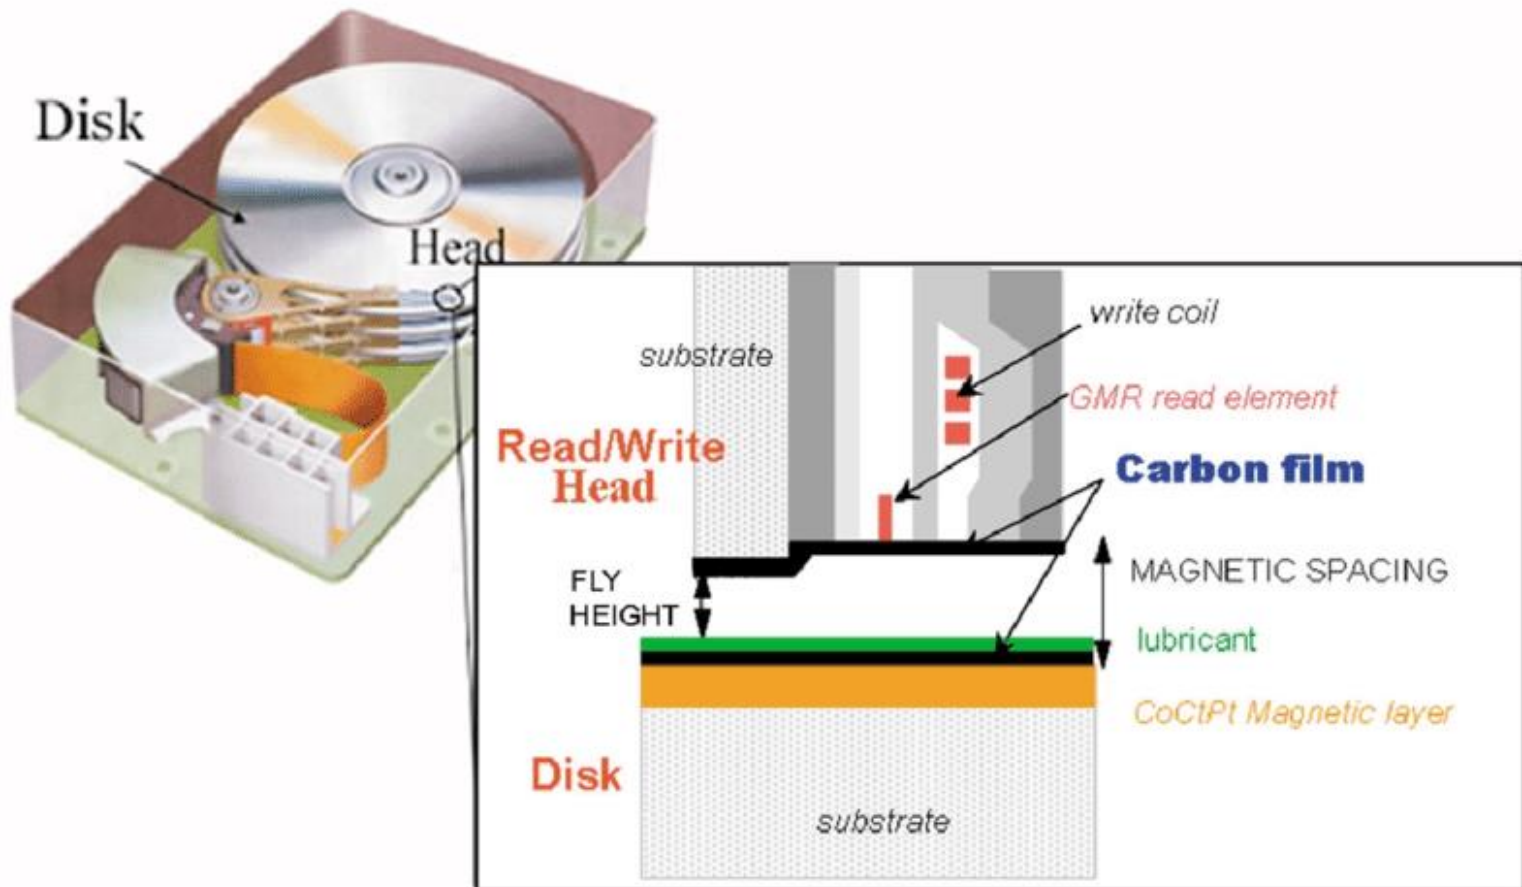 Disk
Head
write coil
substrate
GMR read element
Read/Write
Head
Carbon film
FLY
HEIGHT
MAGNETIC SPACING
lubricant
CoCtPt Magnetic layer
Disk
substrate